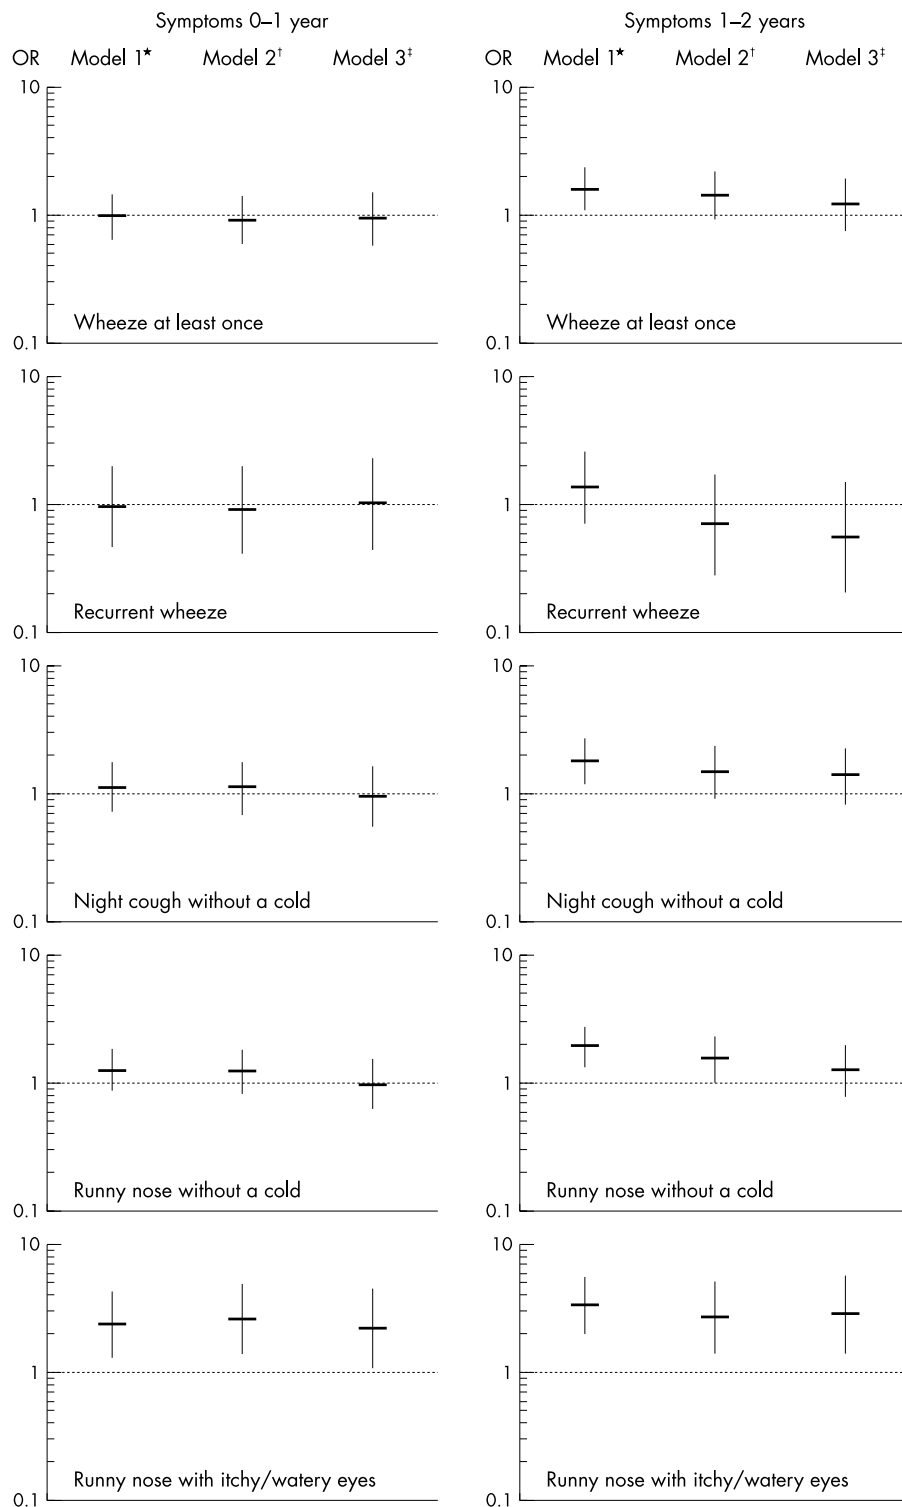 Symptoms 0–1 year
Symptoms 1–2 years
OR Model 1★ Model 2† Model 3‡
OR Model 1★ Model 2† Model 3‡
10
1
0.1
Wheeze at least once
10
1
0.1
Wheeze at least once
10
1
0.1
Recurrent wheeze
10
1
0.1
Recurrent wheeze
10
1
0.1
Night cough without a cold
10
1
0.1
Night cough without a cold
10
1
0.1
Runny nose without a cold
10
1
0.1
Runny nose without a cold
10
1
0.1
Runny nose with itchy/watery eyes
10
1
0.1
Runny nose with itchy/watery eyes